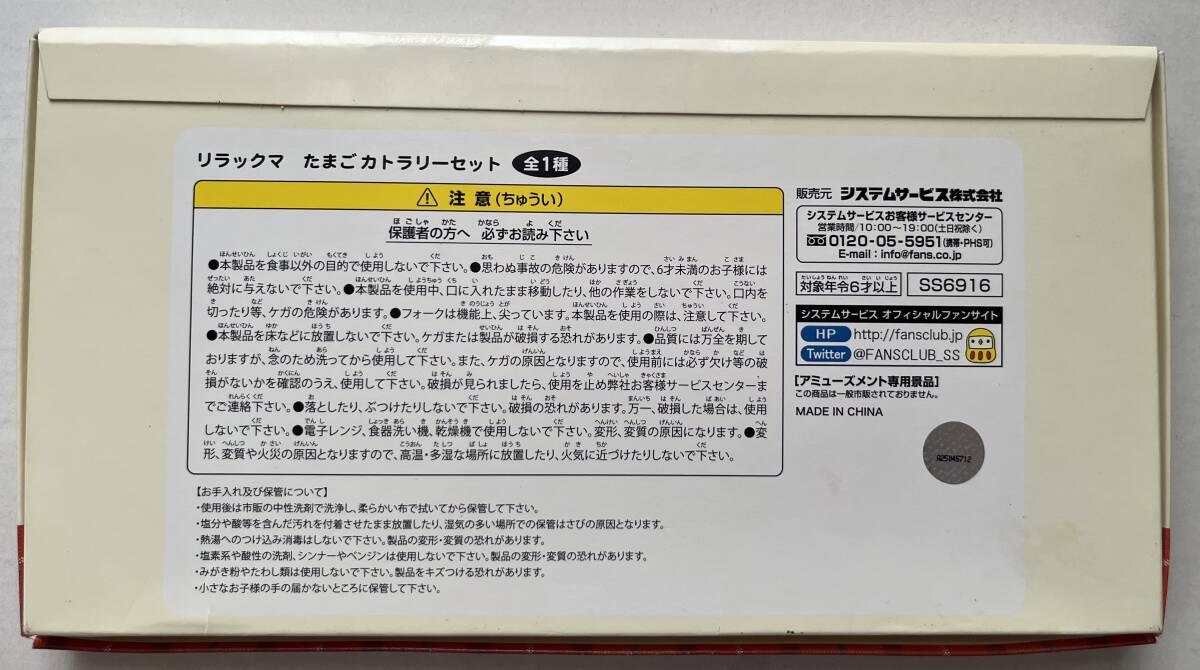 リラックマ たまご カトラリーセット 全1種
⚠ 注意(ちゅうい)
保護者の方へ 必ずお読み下さい
●本製品を食事以外の目的で使用しないで下さい。●思わぬ事故の危険がありますので、6才未満のお子様には
絶対に与えないで下さい。●本製品を使用中、口に入れたまま移動したり、他の作業をしないで下さい。口内を
切ったり等、ケガの危険があります。●フォークは機能上、尖っています。本製品を使用の際は、注意して下さい。
●本製品を床などに放置しないで下さい。ケガまたは製品が破損する恐れがあります。●品質には万全を期して
おりますが、念のため洗ってから使用して下さい。また、ケガの原因となりますので、使用前には必ず欠け等の破
損がないかを確認のうえ、使用して下さい。破損が見られましたら、使用を止め弊社お客様サービスセンターま
でご連絡下さい。●落としたり、ぶつけたりしないで下さい。破損の恐れがあります。万一、破損した場合は、使用
しないで下さい。●電子レンジ、食器洗い機、乾燥機で使用しないで下さい。変形、変質の原因になります。●変
形、変質や火災の原因となりますので、高温・多湿な場所に放置したり、火気に近づけたりしないで下さい。
【お手入れ及び保管について】
・使用後は市販の中性洗剤で洗浄し、柔らかい布で拭いてから保管して下さい。
・塩分や酸等を含んだ汚れを付着させたまま放置したり、湿気の多い場所での保管はさびの原因となります。
・熱湯へのつけ込み消毒はしないで下さい。製品の変形・変質の恐れがあります。
・塩素系や酸性の洗剤、シンナーやベンジンは使用しないで下さい。製品の変形・変質の恐れがあります。
・みがき粉やたわし類は使用しないで下さい。製品をキズつける恐れがあります。
・小さなお子様の手の届かないところに保管して下さい。
販売元 システムサービス株式会社
システムサービスお客様サービスセンター
営業時間/10:00〜19:00(土日祝除く)
0120-05-5951(携帯・PHS可)
E-mail:info@fans.co.jp
対象年令6才以上 SS6916
システムサービス オフィシャルファンサイト
HP http://fansclub.jp
Twitter @FANSCLUB_SS
【アミューズメント専用景品】
この商品は一般市販されておりません。
MADE IN CHINA
A25945712